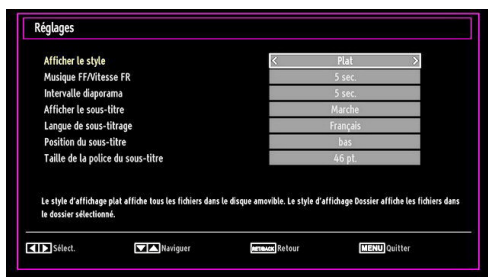 Réglages
Afficher le style < Plat >
Musique FF/Vitesse FR 5 sec.
Intervalle diaporama 5 sec.
Afficher le sous-titre Marche
Langue de sous-titrage Français
Position du sous-titre bas
Taille de la police du sous-titre 46 pt.
Le style d'affichage plat affiche tous les fichiers dans le disque amovible. Le style d'affichage Dossier affiche les fichiers dans
le dossier sélectionné.
Sélect. Naviguer RET/BACK Retour MENU Quitter